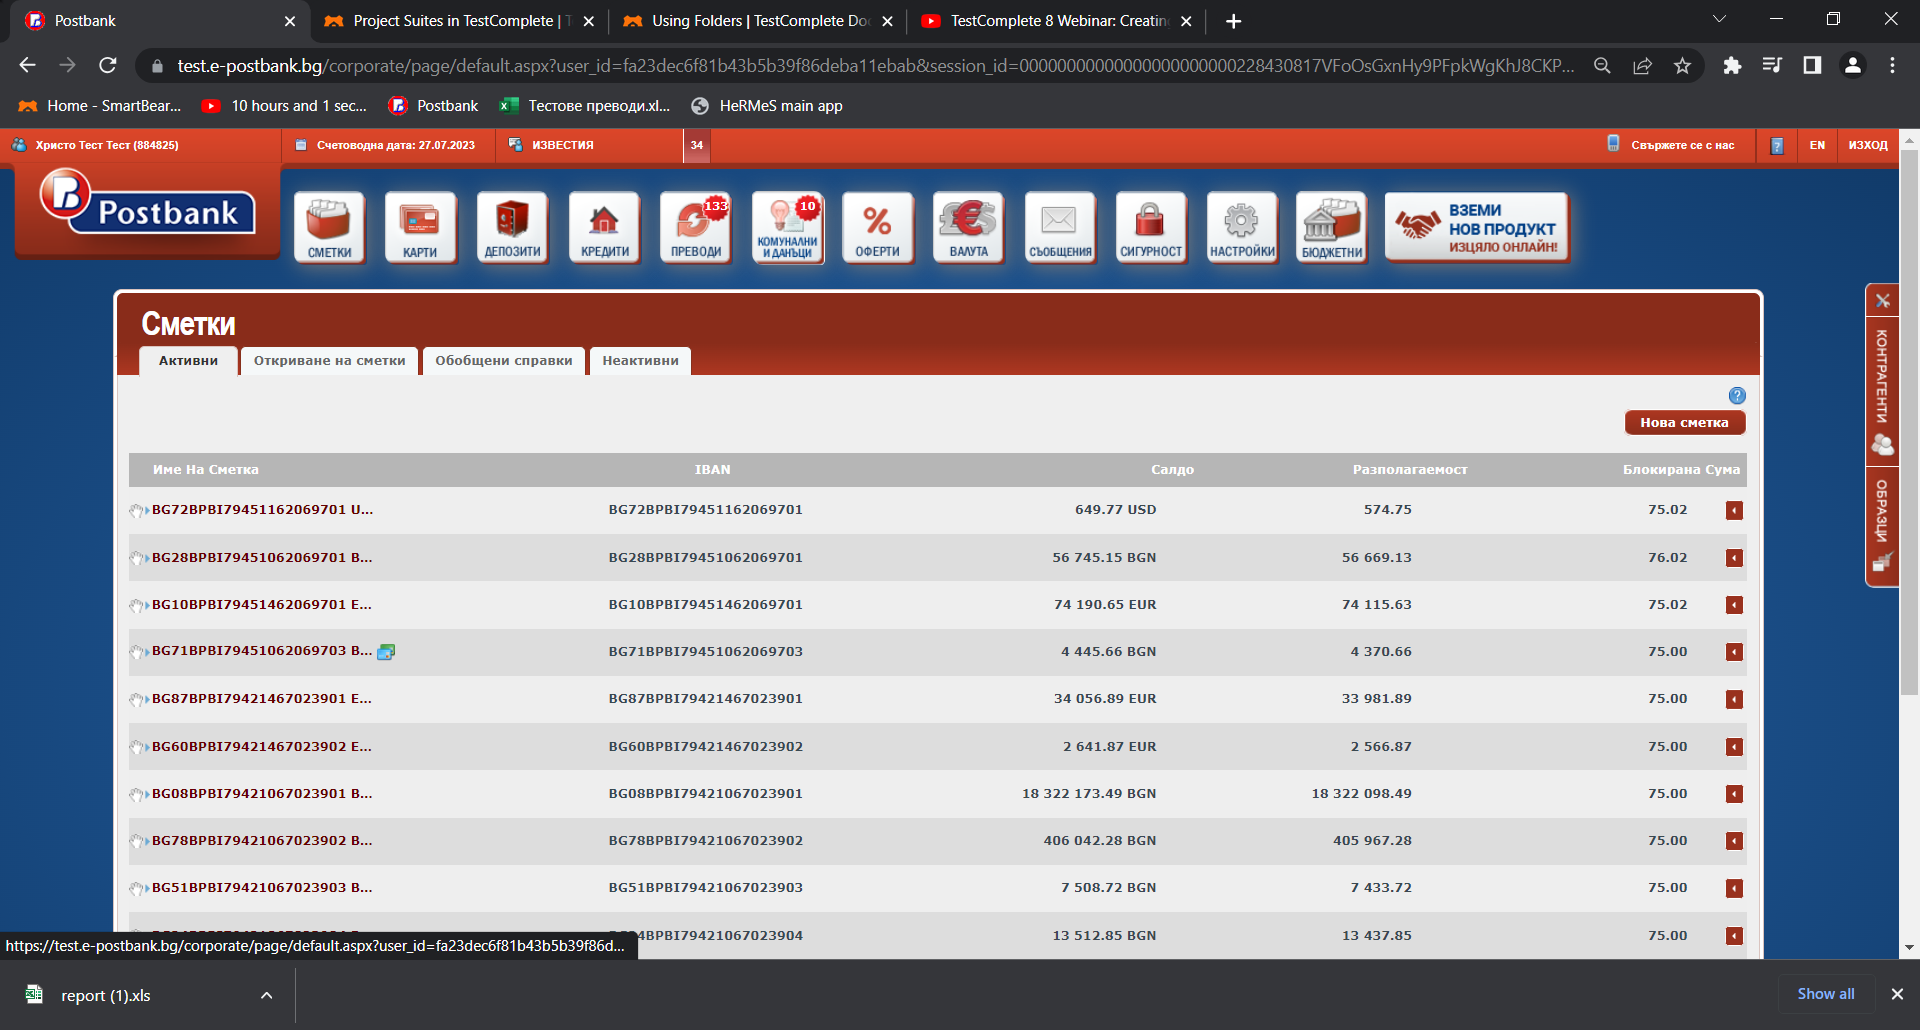 Postbank
Project Suites in TestComplete | T
Using Folders | TestComplete Do
TestComplete 8 Webinar: Creatin
test.e-postbank.bg/corporate/page/default.aspx?user_id=fa23dec6f81b43b5b39f86deba11ebab&session_id=
Home - SmartBear...
10 hours and 1 sec...
Postbank
Тестове преводи.xl...
HeRMeS main app
Христо Тест Тест (884825)
Счетоводна дата: 27.07.2023
ИЗВЕСТИЯ
34
Свържете се с нас
EN
ИЗХОД
Postbank
СМЕТКИ
КАРТИ
ДЕПОЗИТИ
КРЕДИТИ
133
ПРЕВОДИ
10
КОМУНАЛНИ
И ДАНЪЦИ
ОФЕРТИ
ВАЛУТА
СЪОБЩЕНИЯ
СИГУРНОСТ
НАСТРОЙКИ
БЮДЖЕТНИ
ВЗЕМИ
НОВ ПРОДУКТ
ИЗЦЯЛО ОНЛАЙН!
Сметки
Активни
Откриване на сметки
Обобщени справки
Неактивни
КОНТРАГЕНТИ
ОБРАЗЦИ
Нова сметка
Име На Сметка IBAN Салдо Разполагаемост Блокирана Сума
BG72BPBI79451162069701 U... BG72BPBI79451162069701 649.77 USD 574.75 75.02
BG28BPBI79451062069701 B... BG28BPBI79451062069701 56 745.15 BGN 56 669.13 76.02
BG10BPBI79451462069701 E... BG10BPBI79451462069701 74 190.65 EUR 74 115.63 75.02
BG71BPBI79451062069703 B... BG71BPBI79451062069703 4 445.66 BGN 4 370.66 75.00
BG87BPBI79421467023901 E... BG87BPBI79421467023901 34 056.89 EUR 33 981.89 75.00
BG60BPBI79421467023902 E... BG60BPBI79421467023902 2 641.87 EUR 2 566.87 75.00
BG08BPBI79421067023901 B... BG08BPBI79421067023901 18 322 173.49 BGN 18 322 098.49 75.00
BG78BPBI79421067023902 B... BG78BPBI79421067023902 406 042.28 BGN 405 967.28 75.00
BG51BPBI79421067023903 B... BG51BPBI79421067023903 7 508.72 BGN 7 433.72 75.00
4BPBI79421067023904 13 512.85 BGN 13 437.85 75.00
https://test.e-postbank.bg/corporate/page/default.aspx?user_id=fa23dec6f81b43b5b39f86d...
report (1).xls
Show all